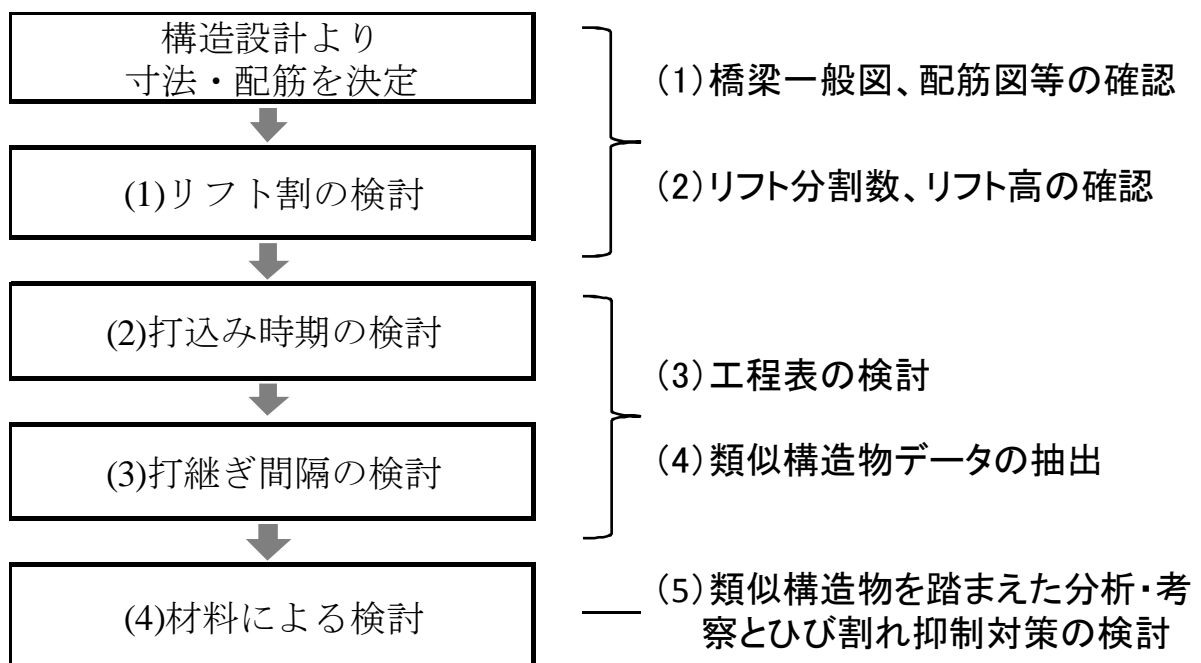 構造設計より
寸法・配筋を決定
(1)リフト割の検討
(2)打込み時期の検討
(3)打継ぎ間隔の検討
(4)材料による検討
(1)橋梁一般図、配筋図等の確認
(2)リフト分割数、リフト高の確認
(3)工程表の検討
(4)類似構造物データの抽出
(5)類似構造物を踏まえた分析・考
察とひび割れ抑制対策の検討